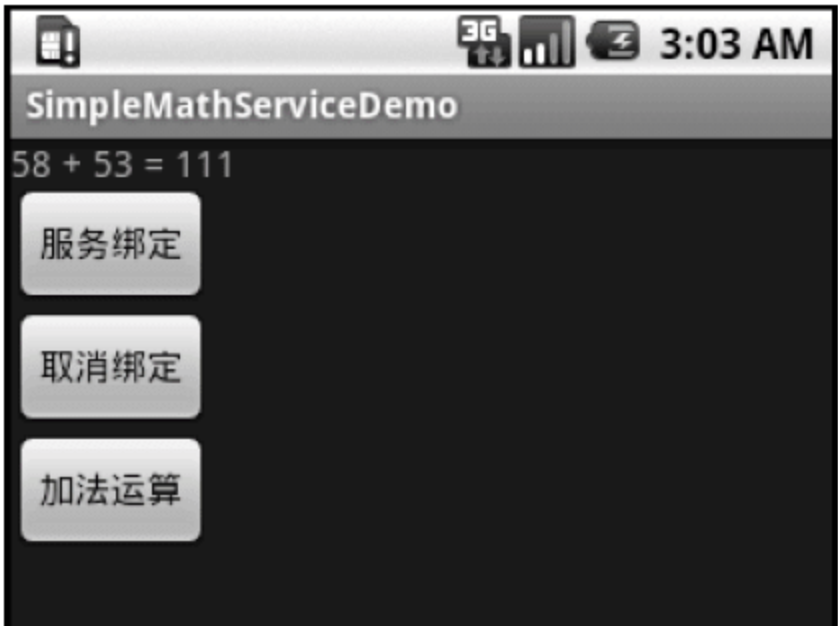 3G 3:03 AM
SimpleMathServiceDemo
58 + 53 = 111
服务绑定
取消绑定
加法运算